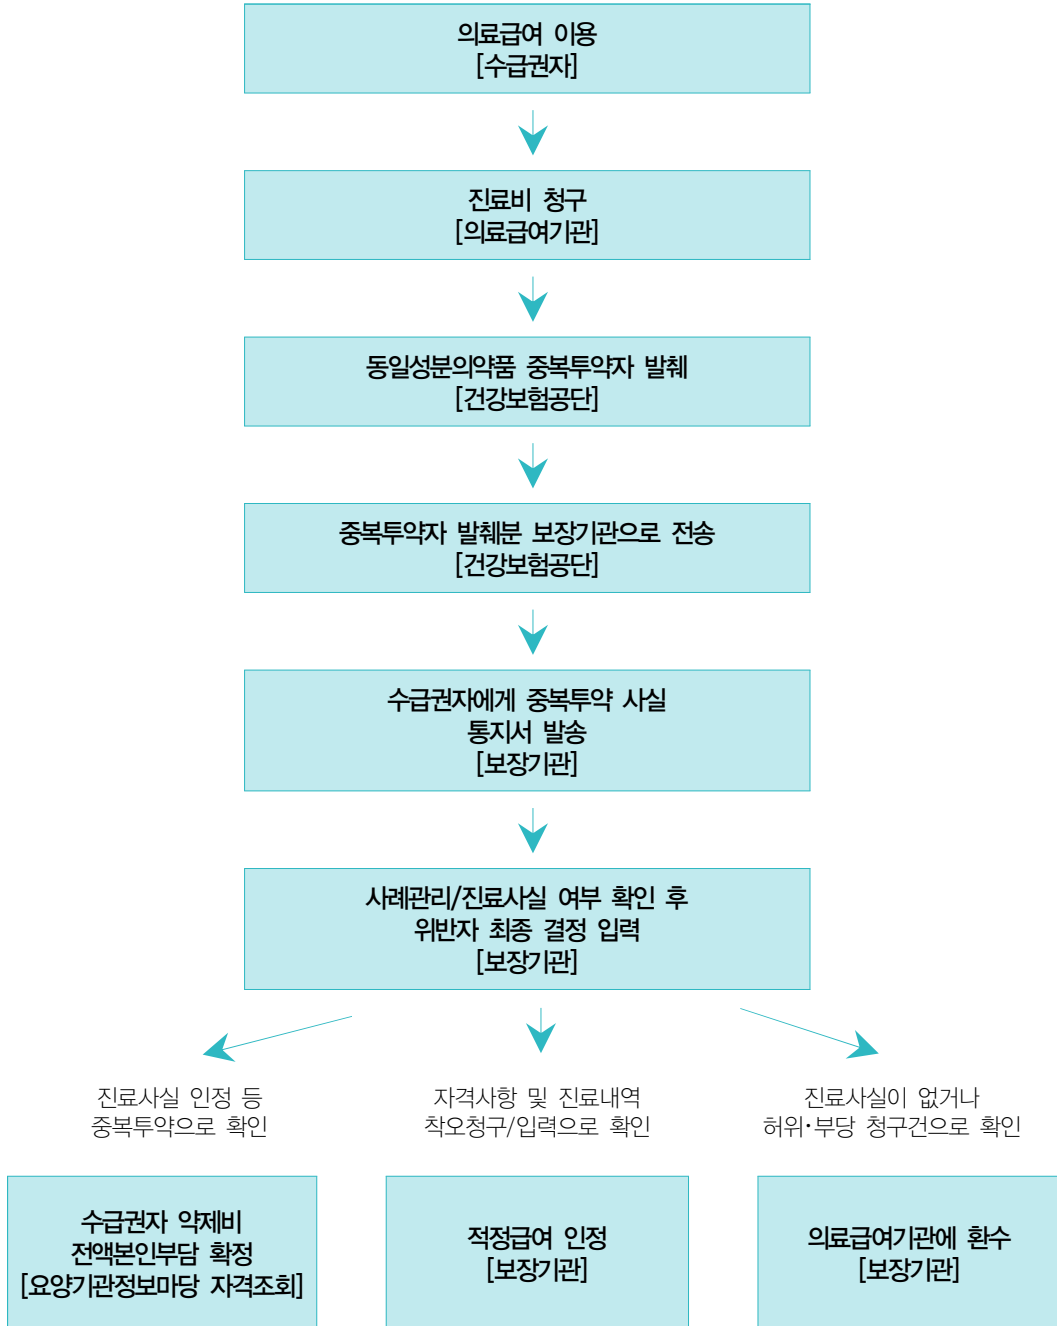 의료급여 이용
[수급권자]
진료비 청구
[의료급여기관]
동일성분의약품 중복투약자 발췌
[건강보험공단]
중복투약자 발췌분 보장기관으로 전송
[건강보험공단]
수급권자에게 중복투약 사실
통지서 발송
[보장기관]
사례관리/진료사실 여부 확인 후
위반자 최종 결정 입력
[보장기관]
진료사실 인정 등
중복투약으로 확인
자격사항 및 진료내역
착오청구/입력으로 확인
진료사실이 없거나
허위·부당 청구건으로 확인
수급권자 약제비
전액본인부담 확정
[요양기관정보마당 자격조회]
적정급여 인정
[보장기관]
의료급여기관에 환수
[보장기관]